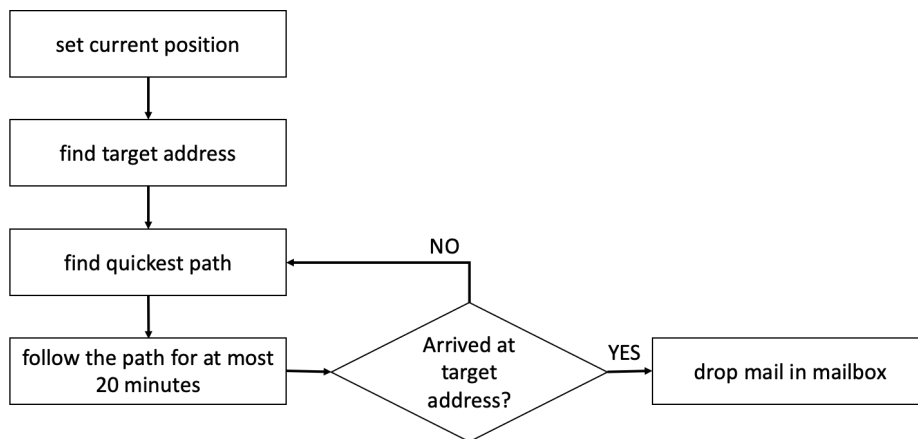 set current position
find target address
find quickest path
NO
follow the path for at most
20 minutes
Arrived at
target
address?
YES
drop mail in mailbox